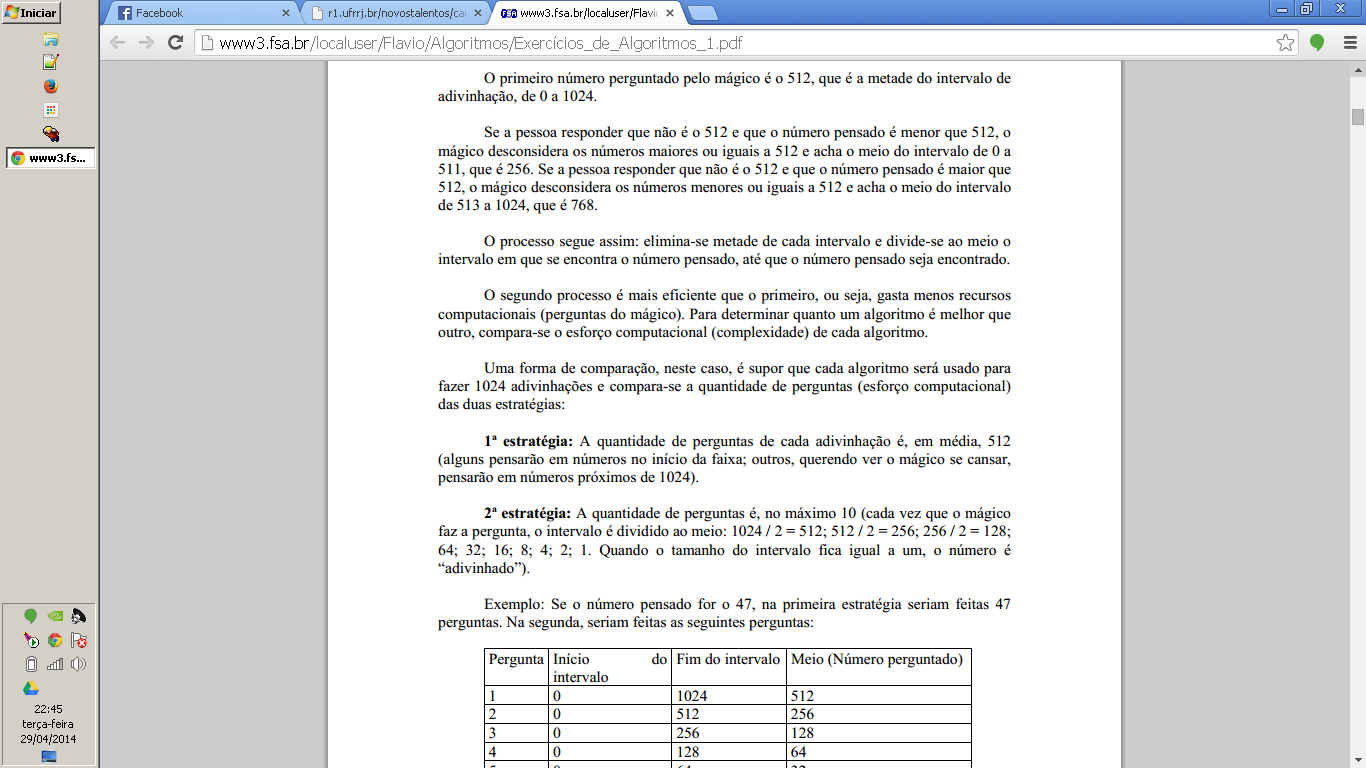 Iniciar
Facebook
r1.ufrrj.br/novostalentos/ca
www3.fsa.br/localuser/Flavi
www3.fsa.br/localuser/Flavio/Algoritmos/Exercícios_de_Algoritmos_1.pdf
www3.fs...
O primeiro número perguntado pelo mágico é o 512, que é a metade do intervalo de
adivinhação, de 0 a 1024.
Se a pessoa responder que não é o 512 e que o número pensado é menor que 512, o
mágico desconsidera os números maiores ou iguais a 512 e acha o meio do intervalo de 0 a
511, que é 256. Se a pessoa responder que não é o 512 e que o número pensado é maior que
512, o mágico desconsidera os números menores ou iguais a 512 e acha o meio do intervalo
de 513 a 1024, que é 768.
O processo segue assim: elimina-se metade de cada intervalo e divide-se ao meio o
intervalo em que se encontra o número pensado, até que o número pensado seja encontrado.
O segundo processo é mais eficiente que o primeiro, ou seja, gasta menos recursos
computacionais (perguntas do mágico). Para determinar quanto um algoritmo é melhor que
outro, compara-se o esforço computacional (complexidade) de cada algoritmo.
Uma forma de comparação, neste caso, é supor que cada algoritmo será usado para
fazer 1024 adivinhações e compara-se a quantidade de perguntas (esforço computacional)
das duas estratégias:
1ª estratégia: A quantidade de perguntas de cada adivinhação é, em média, 512
(alguns pensarão em números no início da faixa; outros, querendo ver o mágico se cansar,
pensarão em números próximos de 1024).
2ª estratégia: A quantidade de perguntas é, no máximo 10 (cada vez que o mágico
faz a pergunta, o intervalo é dividido ao meio: 1024 / 2 = 512; 512 / 2 = 256; 256 / 2 = 128;
64; 32; 16; 8; 4; 2; 1. Quando o tamanho do intervalo fica igual a um, o número é
“adivinhado”).
Exemplo: Se o número pensado for o 47, na primeira estratégia seriam feitas 47
perguntas. Na segunda, seriam feitas as seguintes perguntas:
Pergunta Início do intervalo Fim do intervalo Meio (Número perguntado)
1 0 1024 512
2 0 512 256
3 0 256 128
4 0 128 64
22:45
terça-feira
29/04/2014